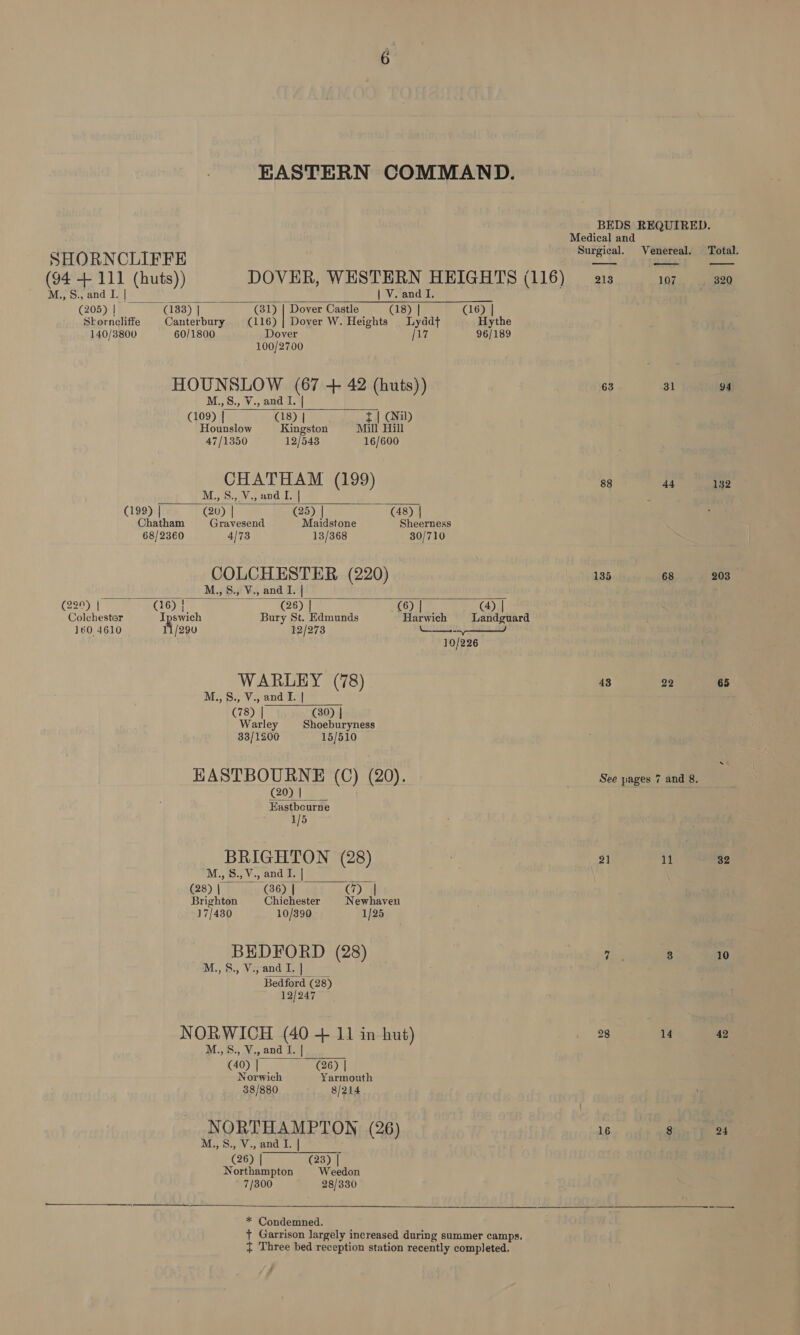 6
EASTERN COMMAND.
BEDS REQUIRED.
Medical and
Surgical. Venereal. Total.
SHORNCLIFFE
(94 + 111 (huts)) DOVER, WESTERN HEIGHTS (116) 213 107 320
M., S., and I. | | V. and I.
(205) | (133) | (31) | Dover Castle (18) | (16) |
Shorncliffe Canterbury (116) | Dover W. Heights Lydd† Hythe
140/3800 60/1800 Dover /17 96/189
100/2700
HOUNSLOW (67 + 42 (huts)) 63 31 94
M., S., V., and I. |
(109) | (18) | ‡ | (Nil)
Hounslow Kingston Mill Hill
47/1350 12/543 16/600
CHATHAM (199) 88 44 132
M., S., V., and I. |
(199) | (20) | (25) | (48) |
Chatham Gravesend Maidstone Sheerness
68/2360 4/73 13/368 30/710
COLCHESTER (220) 135 68 203
M., S., V., and I. |
(220) | (16) | (26) | (6) | (4) |
Colchester Ipswich Bury St. Edmunds Harwich Landguard
160 4610 11/290 12/273
10/226
WARLEY (78) 43 22 65
M., S., V., and I. |
(78) | (30) |
Warley Shoeburyness
33/1200 15/510
EASTBOURNE (C) (20). See pages 7 and 8.
(20) |
Eastbourne
1/5
BRIGHTON (28) 21 11 32
M., S., V., and I. |
(28) | (36) | (7) |
Brighton Chichester Newhaven
17/430 10/390 1/25
BEDFORD (28) 7 3 10
M., S., V., and I. |
Bedford (28)
12/247
NORWICH (40 + 11 in hut) 28 14 42
M., S., V., and I. |
(40) | (26) |
Norwich Yarmouth
38/880 8/214
NORTHAMPTON (26) 16 8 24
M., S., V., and I. |
(26) | (23) |
Northampton Weedon
7/300 28/330
* Condemned.
† Garrison largely increased during summer camps.
‡ Three bed reception station recently completed.